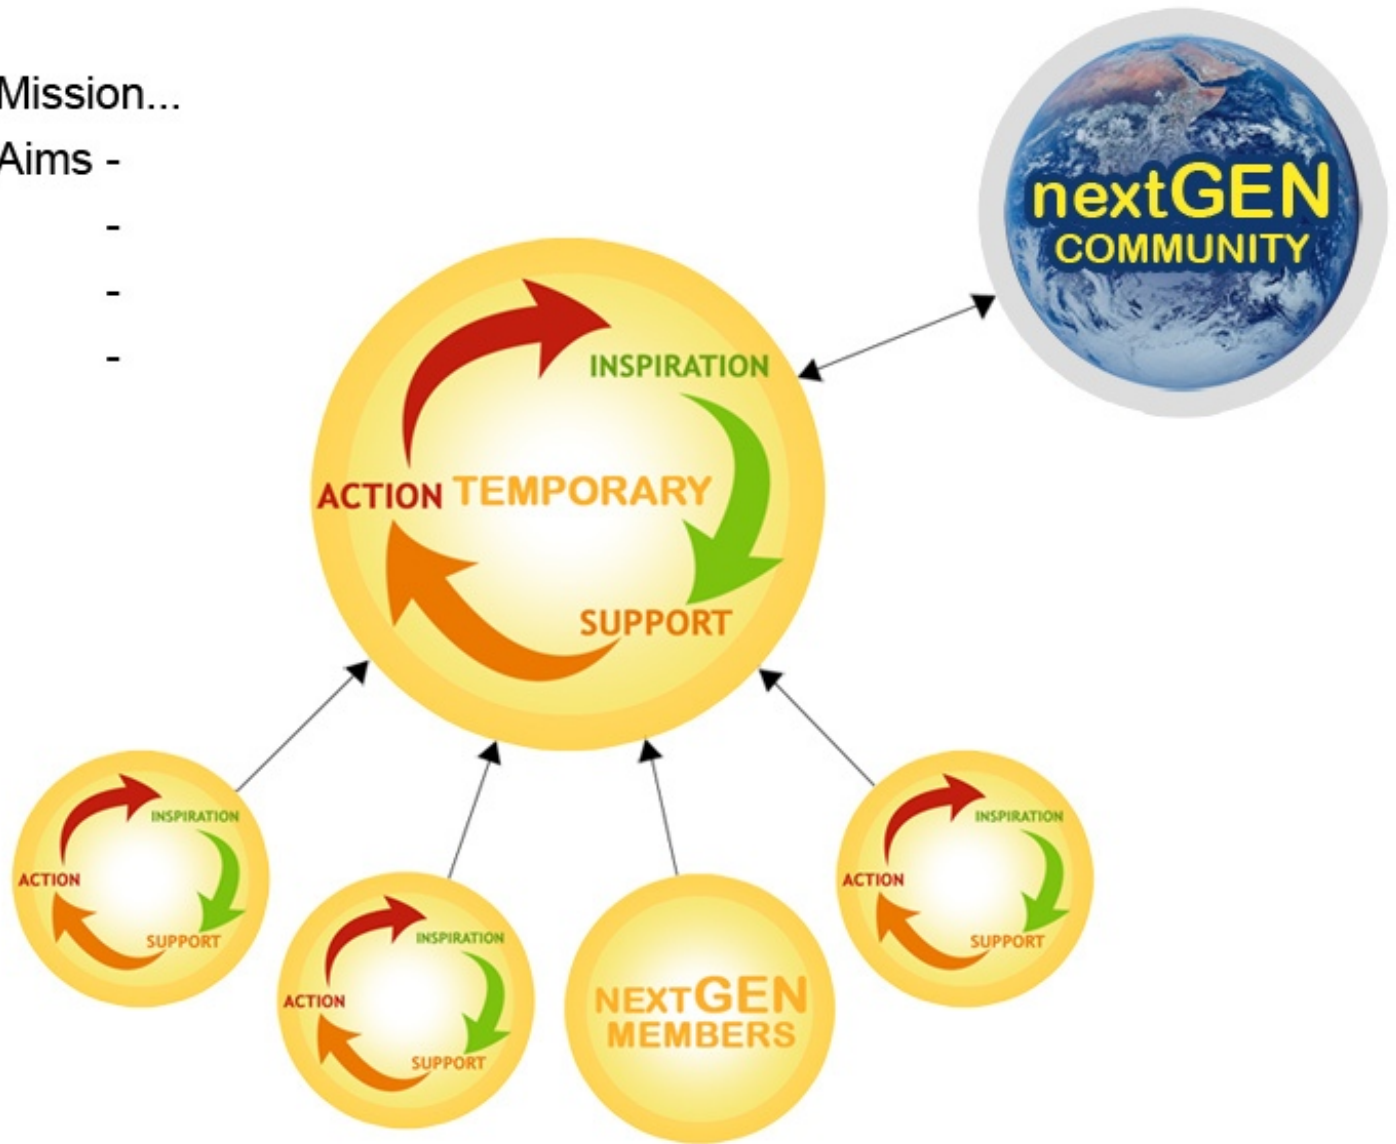 Mission...
Aims -
-
-
-
nextGEN
COMMUNITY
INSPIRATION
ACTION TEMPORARY
SUPPORT
INSPIRATION
ACTION
SUPPORT
INSPIRATION
ACTION
SUPPORT
NEXTGEN
MEMBERS
INSPIRATION
ACTION
SUPPORT